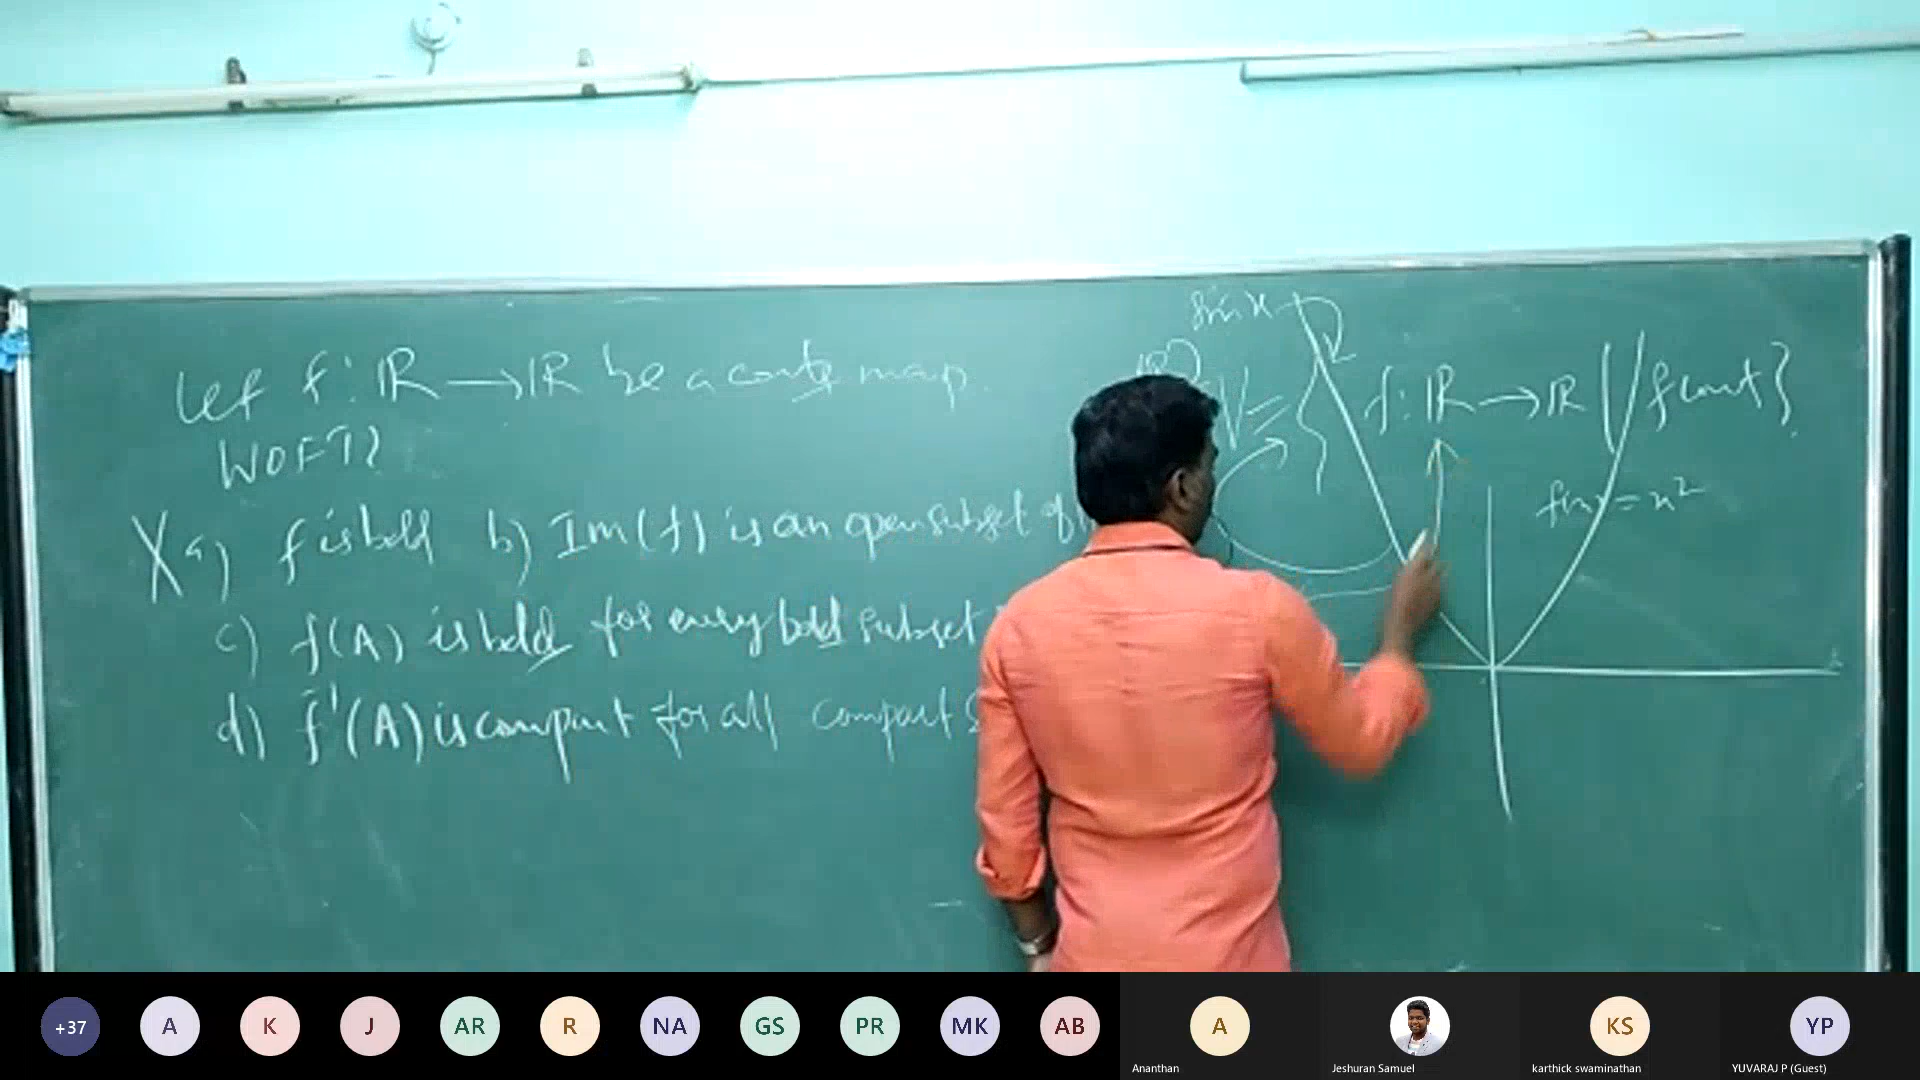 Let f: ℝ → ℝ be a conts map.
WOFT?
X a) f is bdd b) Im(f) is an open subset of
c) f(A) is bdd for every bdd subset
d) f⁻¹(A) is compact for all compact
sin x
f: ℝ → ℝ | f cont}.
f(x) = x²
+37
A
K
J
AR
R
NA
GS
PR
MK
AB
A
KS
YP
Ananthan
Jeshuran Samuel
karthick swaminathan
YUVARAJ P (Guest)